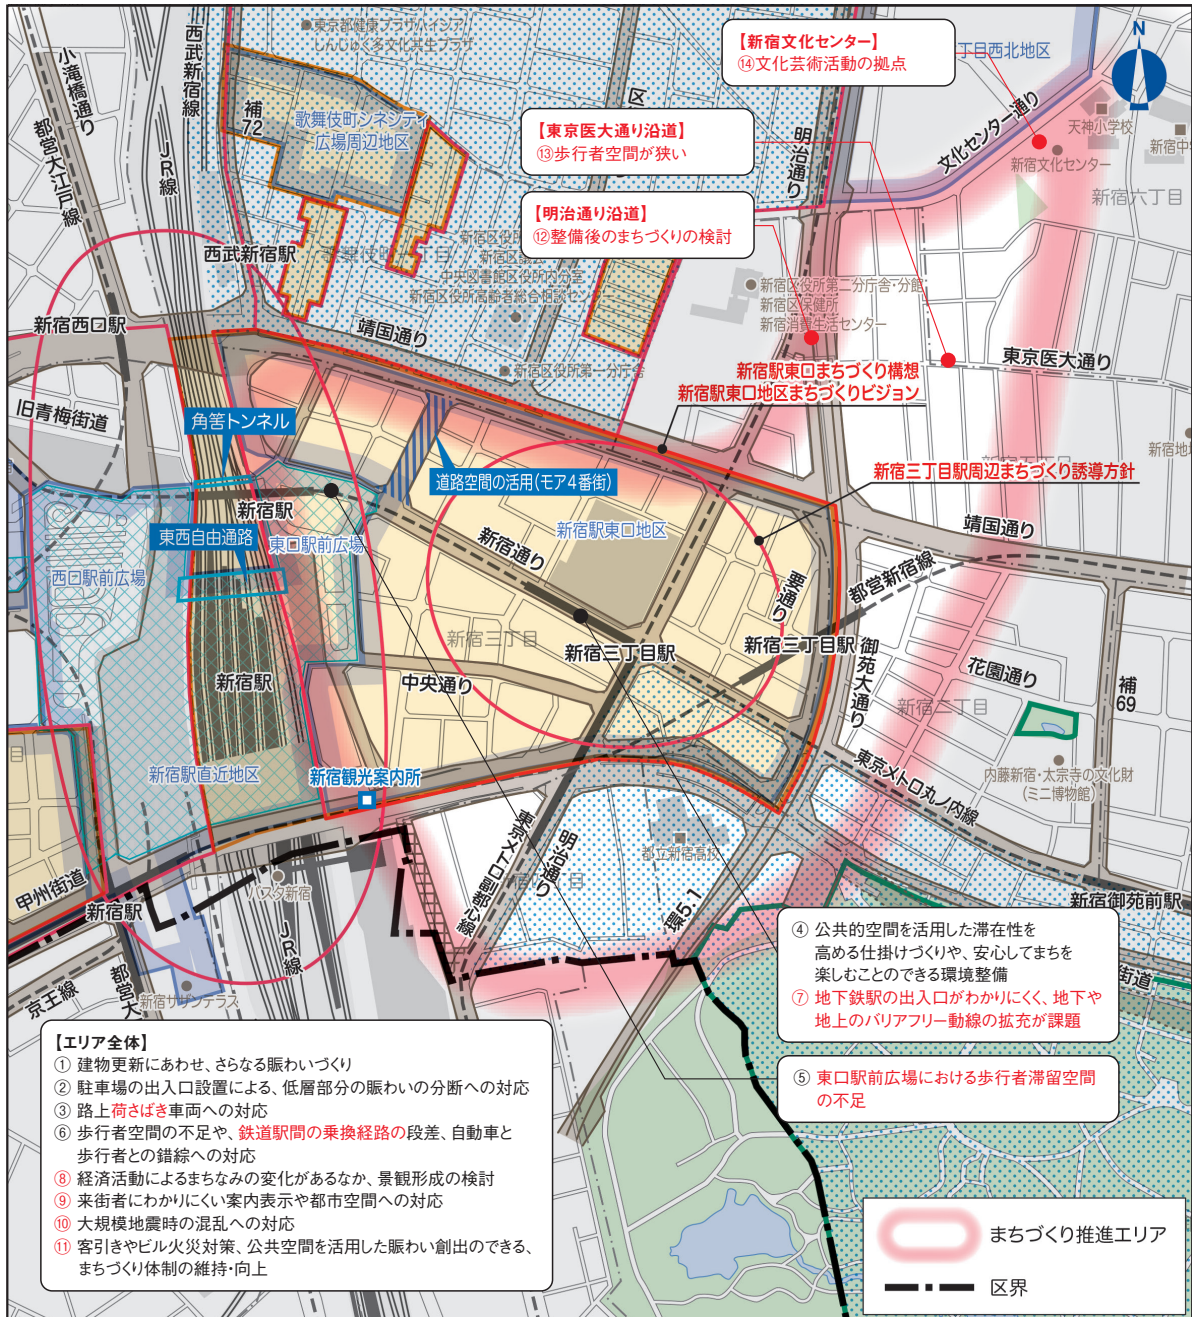 小滝橋通り
都営大江戸線
西武新宿線
JR線
補72
東京都健康プラザハイジア
しんじゅく多文化共生プラザ
歌舞伎町シネシティ
広場周辺地区
区
明治通り
【新宿文化センター】
⑭文化芸術活動の拠点
丁目西北地区
N
文化センター通り
天神小学校
新宿文化センター
新宿中
新宿六丁目
【東京医大通り沿道】
⑬歩行者空間が狭い
【明治通り沿道】
⑫整備後のまちづくりの検討
西武新宿駅
新宿区役所
中央図書館区役所内分室
新宿区役所高齢者総合相談セン
新宿区役所第二分庁舎・分館
新宿区保健所
新宿消費生活センター
新宿西口駅
靖国通り
新宿区役所第一分庁舎
東京医大通り
新宿駅東口まちづくり構想
新宿駅東口地区まちづくりビジョン
旧青梅街道
角筈トンネル
道路空間の活用(モア4番街)
新宿三丁目駅周辺まちづくり誘導方針
新宿駅
東西自由通路
東口駅前広場
新宿駅東口地区
新宿通り
靖国通り
西口駅前広場
要通り
都営新宿線
新宿三丁目
新宿三丁目駅
新宿三丁目駅
御苑大通り
新宿駅
中央通り
花園通り
新宿二丁目
補69
新宿駅直近地区
新宿観光案内所
内藤新宿・太宗寺の文化財
(ミニ博物館)
東京メトロ丸ノ内線
東京メトロ副都心線
明治通り
都立新宿高校
甲州街道
新宿駅
バスタ新宿
環5.1
新宿御苑前駅
京王線
都営大
JR線
新宿サザンテラス
街道
④ 公共的空間を活用した滞在性を
高める仕掛けづくりや、安心してまちを
楽しむことのできる環境整備
⑦ 地下鉄駅の出入口がわかりにくく、地下や
地上のバリアフリー動線の拡充が課題
⑤ 東口駅前広場における歩行者滞留空間
の不足
【エリア全体】
① 建物更新にあわせ、さらなる賑わいづくり
② 駐車場の出入口設置による、低層部分の賑わいの分断への対応
③ 路上荷さばき車両への対応
⑥ 歩行者空間の不足や、鉄道駅間の乗換経路の段差、自動車と
歩行者との錯綜への対応
⑧ 経済活動によるまちなみの変化があるなか、景観形成の検討
⑨ 来街者にわかりにくい案内表示や都市空間への対応
⑩ 大規模地震時の混乱への対応
⑪ 客引きやビル火災対策、公共空間を活用した賑わい創出のできる、
まちづくり体制の維持・向上
まちづくり推進エリア
区界